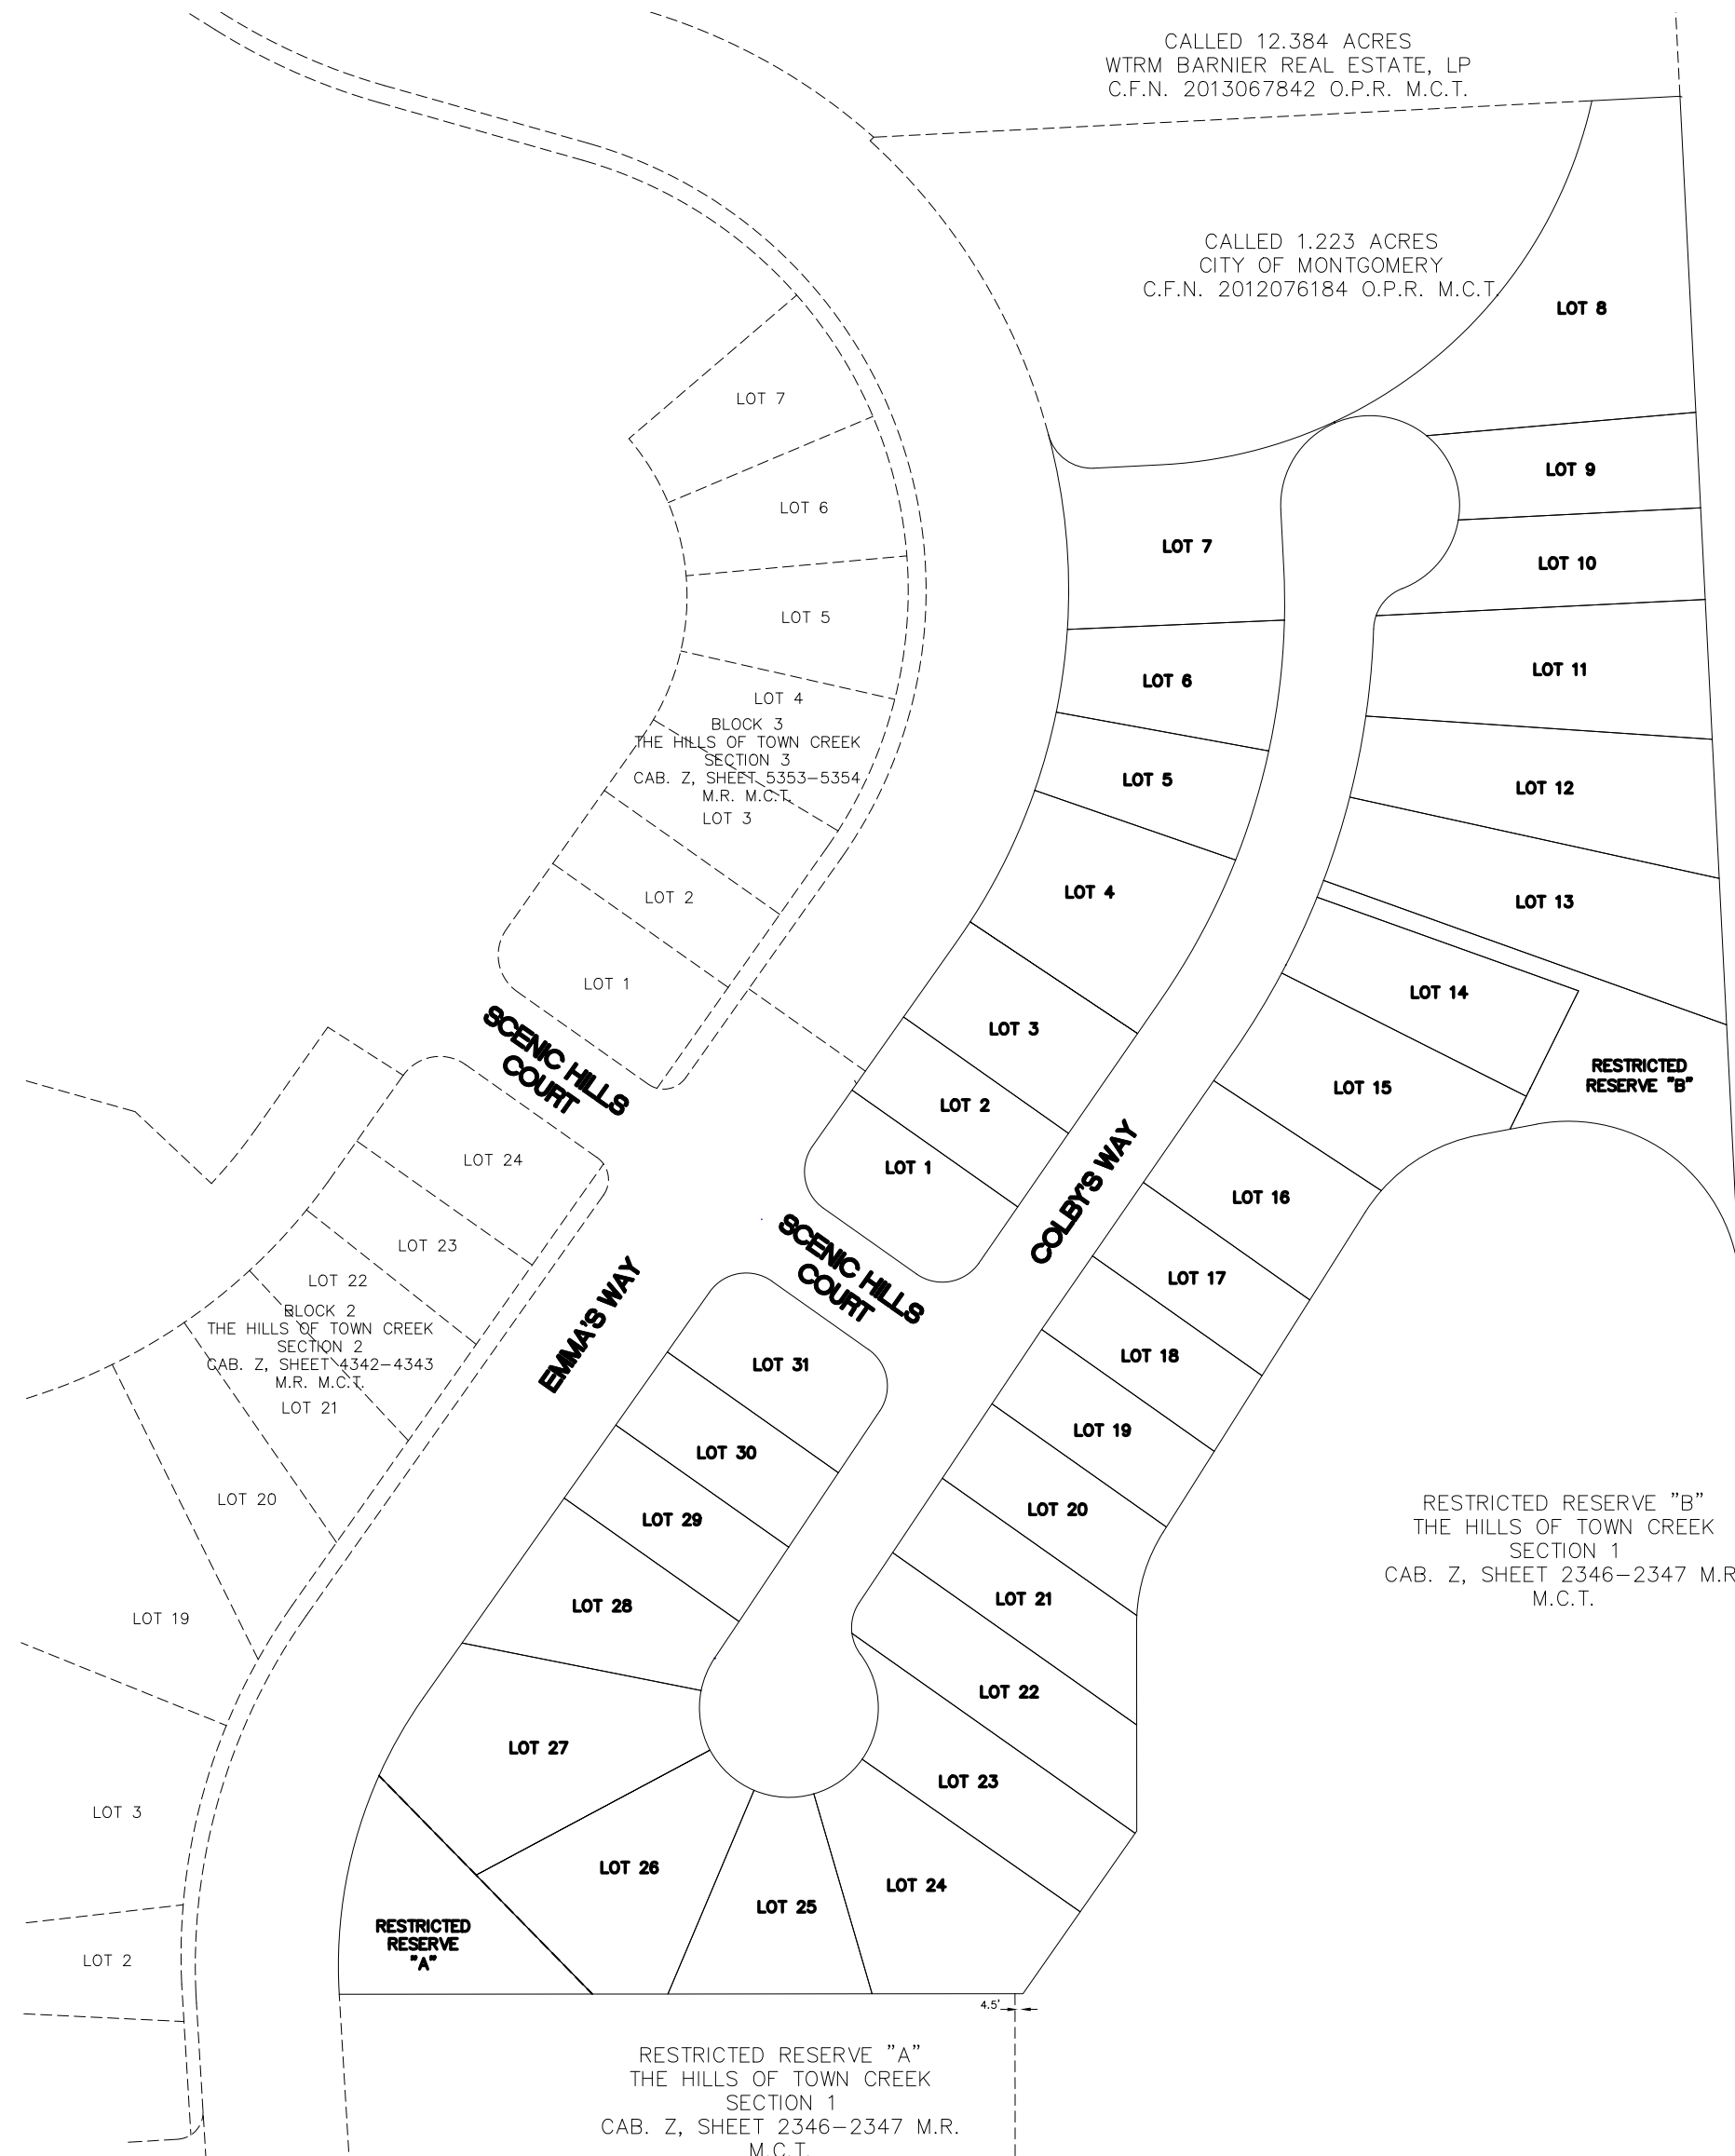 CALLED 12.384 ACRES
WTRM BARNIER REAL ESTATE, LP
C.F.N. 2013067842 O.P.R. M.C.T.
CALLED 1.223 ACRES
CITY OF MONTGOMERY
C.F.N. 2012076184 O.P.R. M.C.T.
LOT 8
LOT 7
LOT 9
LOT 6
LOT 7
LOT 10
LOT 5
LOT 11
LOT 6
LOT 4
BLOCK 3
THE HILLS OF TOWN CREEK
SECTION 3
CAB. Z, SHEET 5353-5354
M.R. M.C.T.
LOT 3
LOT 5
LOT 12
LOT 4
LOT 2
LOT 13
LOT 1
LOT 14
LOT 3
SCENIC HILLS
COURT
RESTRICTED
RESERVE "B"
LOT 15
LOT 2
LOT 24
LOT 1
COLBY'S WAY
LOT 16
LOT 23
SCENIC HILLS
COURT
LOT 17
LOT 22
BLOCK 2
THE HILLS OF TOWN CREEK
SECTION 2
CAB. Z, SHEET 4342-4343
M.R. M.C.T.
LOT 21
EMMA'S WAY
LOT 31
LOT 18
LOT 30
LOT 19
LOT 20
LOT 29
LOT 20
RESTRICTED RESERVE "B"
THE HILLS OF TOWN CREEK
SECTION 1
CAB. Z, SHEET 2346-2347 M.R
M.C.T.
LOT 19
LOT 28
LOT 21
LOT 22
LOT 27
LOT 23
LOT 3
LOT 26
LOT 24
LOT 25
RESTRICTED
RESERVE
"A"
LOT 2
4.5'
RESTRICTED RESERVE "A"
THE HILLS OF TOWN CREEK
SECTION 1
CAB. Z, SHEET 2346-2347 M.R.
M.C.T.